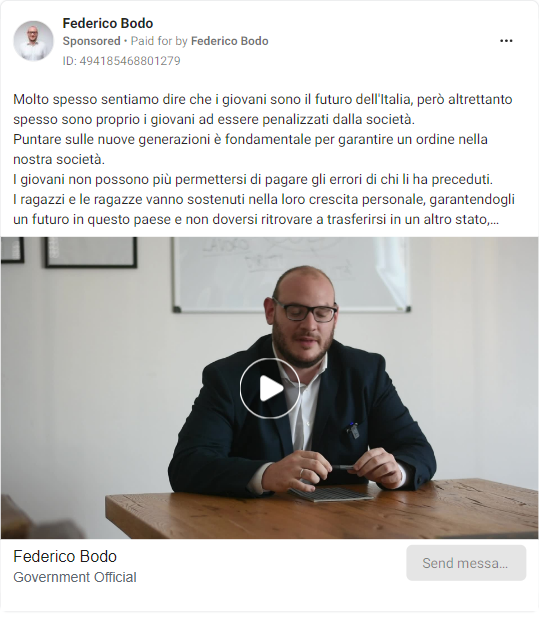 Federico Bodo
Sponsored • Paid for by Federico Bodo
ID: 494185468801279
Molto spesso sentiamo dire che i giovani sono il futuro dell'Italia, però altrettanto
spesso sono proprio i giovani ad essere penalizzati dalla società.
Puntare sulle nuove generazioni è fondamentale per garantire un ordine nella
nostra società.
I giovani non possono più permettersi di pagare gli errori di chi li ha preceduti.
I ragazzi e le ragazze vanno sostenuti nella loro crescita personale, garantendogli
un futuro in questo paese e non doversi ritrovare a trasferirsi in un altro stato,...
Federico Bodo
Government Official
Send messa...